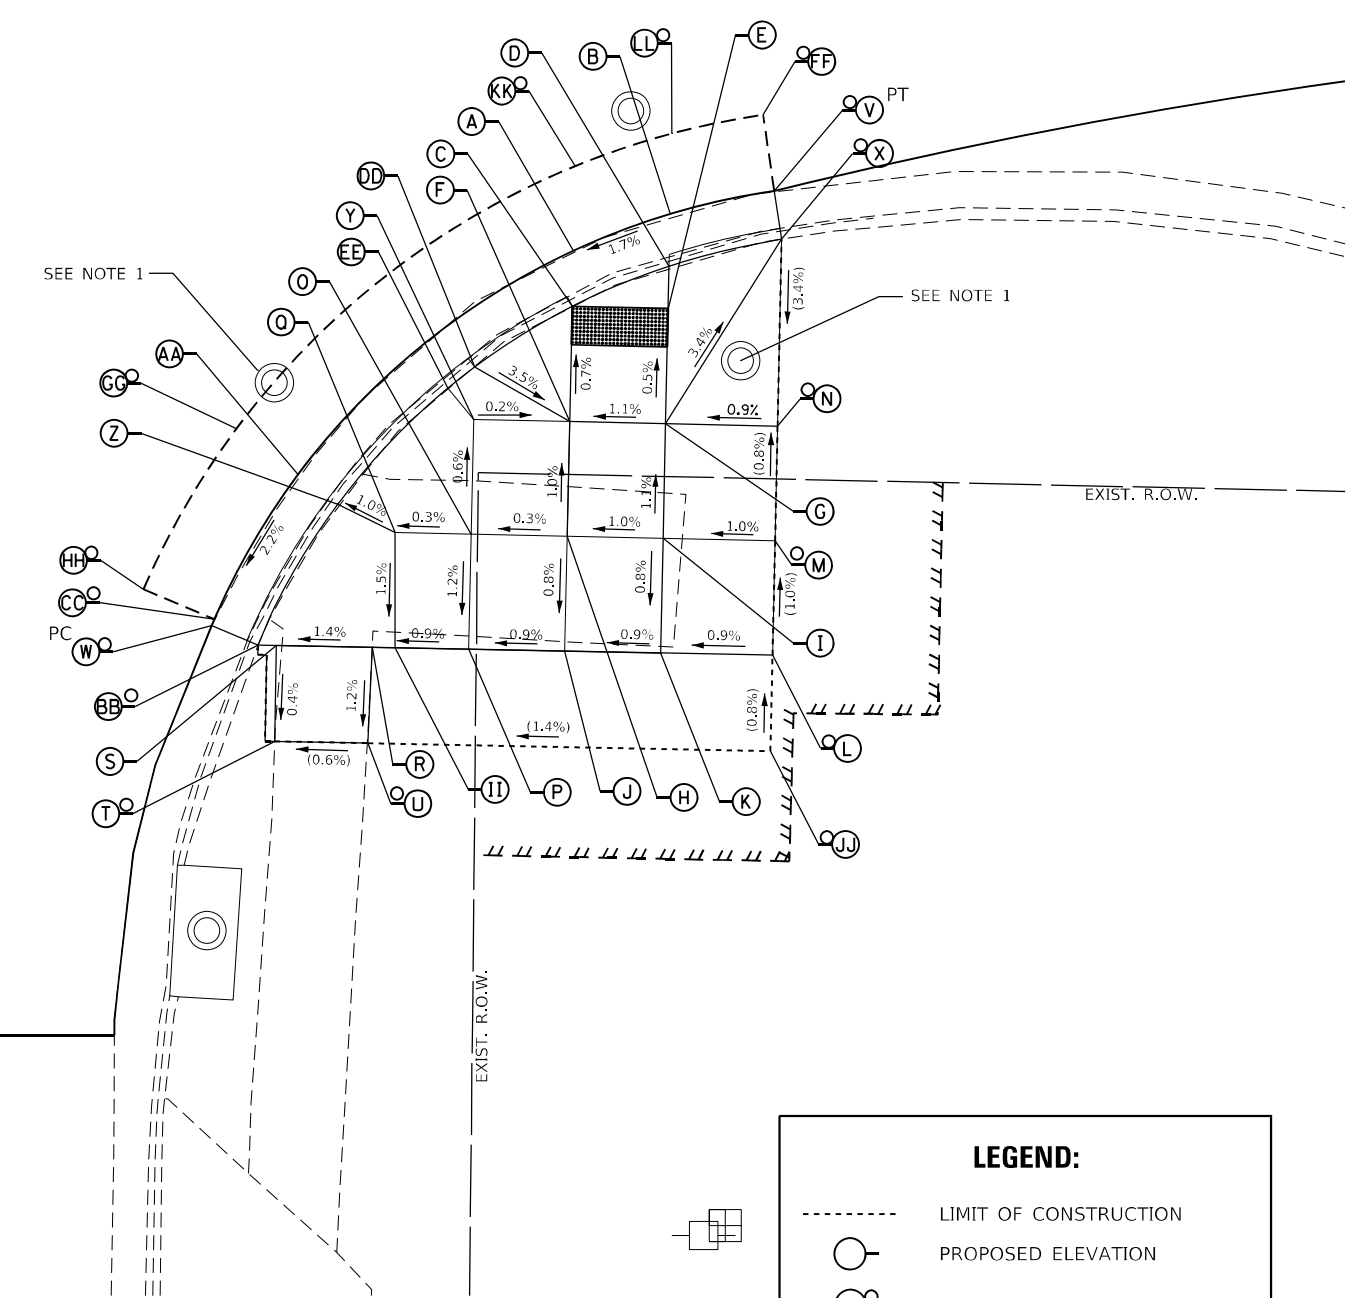 E
LL
D
B
FF
KK
PT
V
A
C
X
DD
F
Y
1.7%
EE
SEE NOTE 1
O
(3.4%)
SEE NOTE 1
Q
3.4%
AA
0.7%
0.5%
3.5%
GG
N
0.2%
1.1%
0.9%
Z
0.6%
1.0%
1.1%
(0.8%)
EXIST. R.O.W.
1.0%
G
0.3%
0.3%
1.0%
1.0%
2.2%
HH
M
1.5%
1.2%
0.8%
0.8%
(1.0%)
CC
PC
W
1.4%
0.9%
0.9%
0.9%
0.9%
I
BB
0.4%
1.2%
(0.8%)
(1.4%)
L
S
(0.6%)
R
II
P
J
H
K
T
U
JJ
EXIST. R.O.W.
LEGEND:
LIMIT OF CONSTRUCTION
PROPOSED ELEVATION